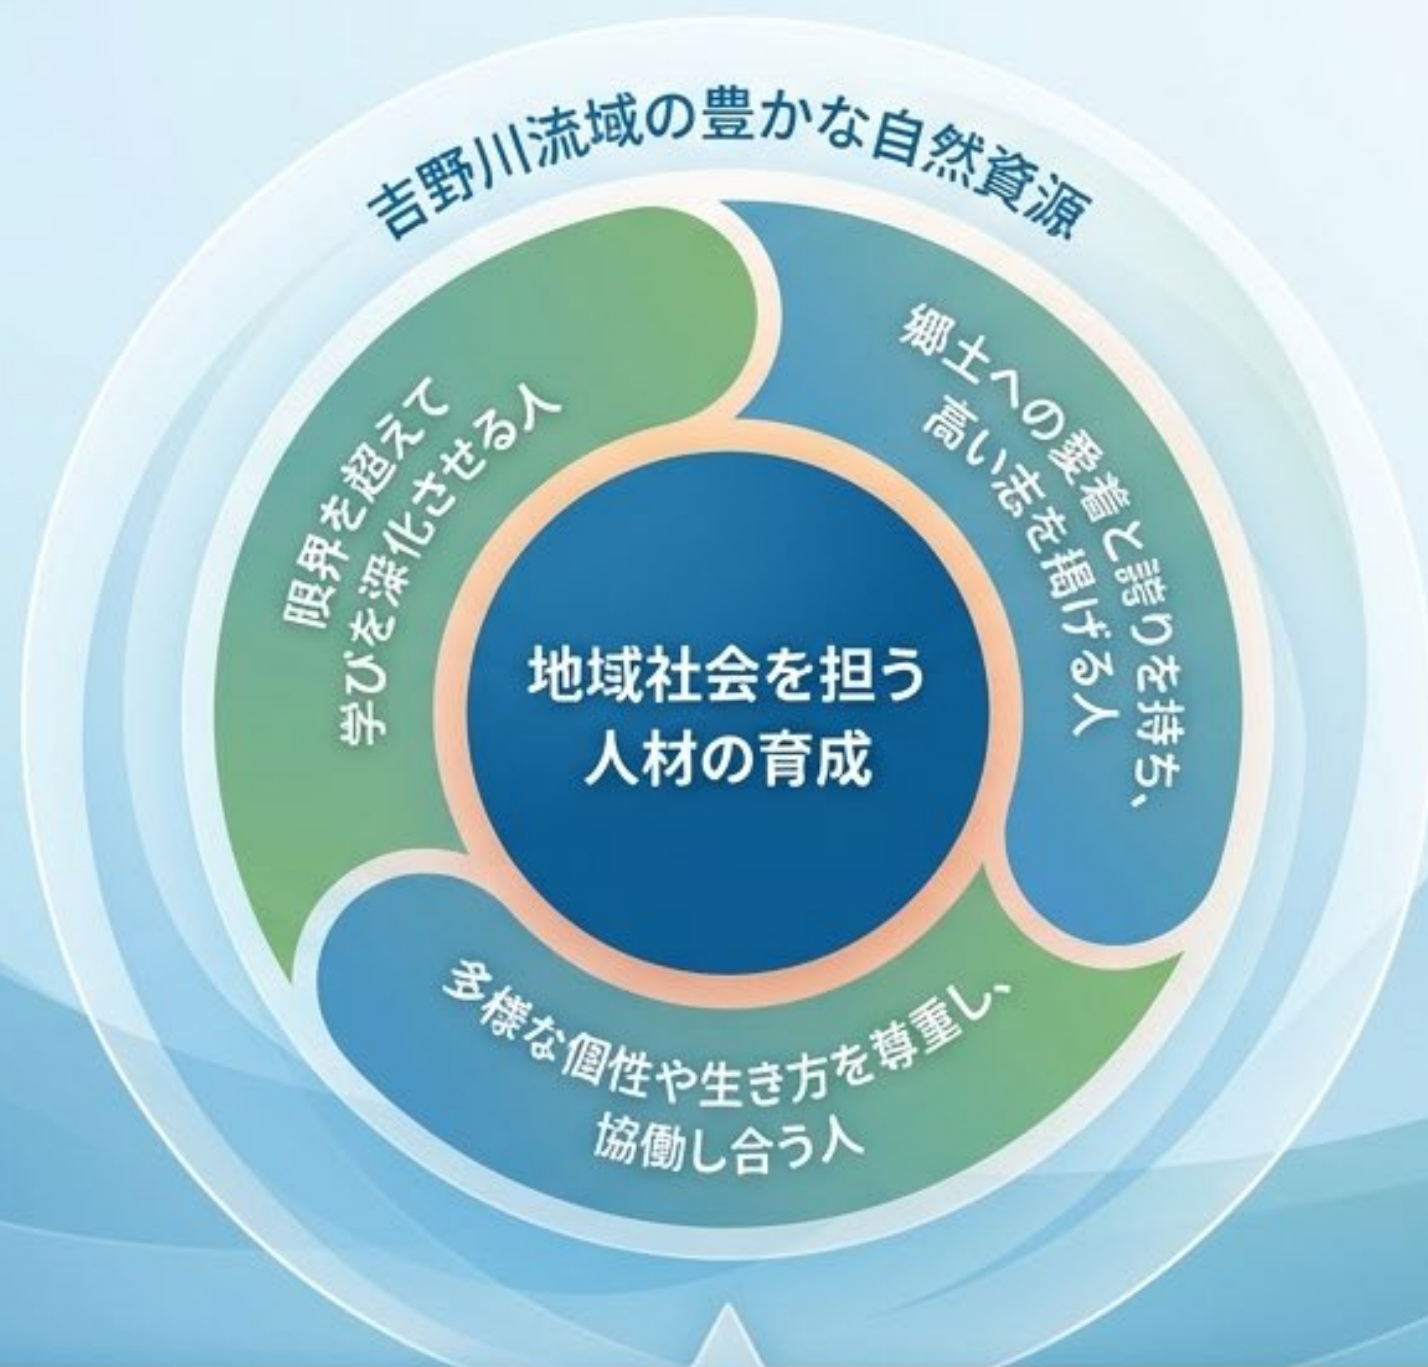 吉野川流域の豊かな自然資源
郷土への愛着と誇りを持ち、
高い志を掲げる人
限界を超えて
学びを深化させる人
地域社会を担う
人材の育成
多様な個性や生き方を尊重し、
協働し合う人